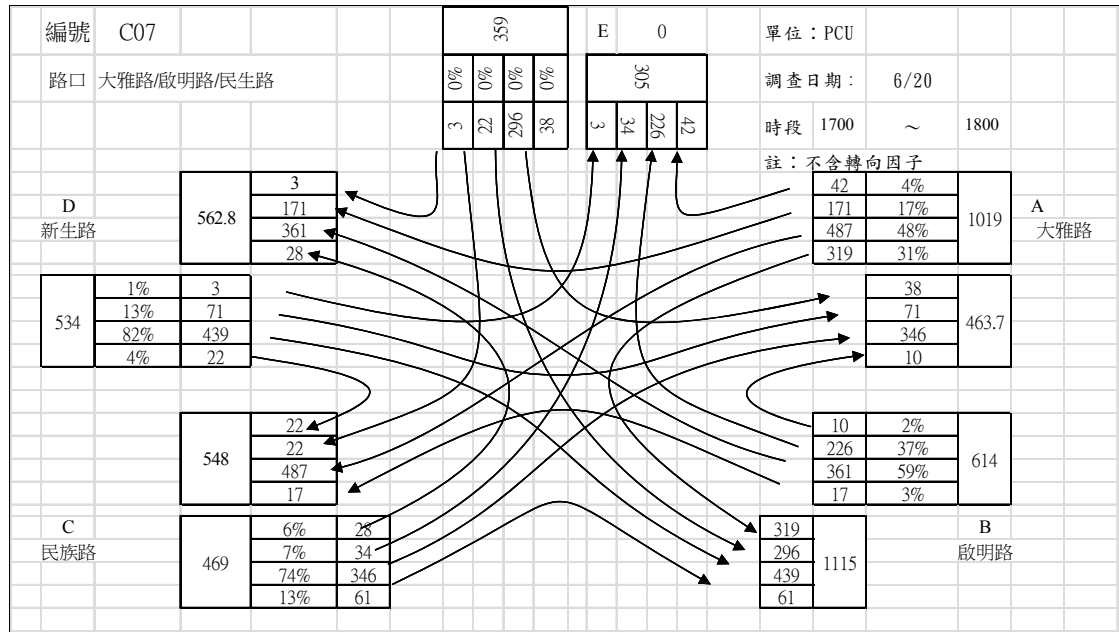 編號 C07 359 E 0 單位：PCU
路口 大雅路/啟明路/民生路 0% 0% 0% 0% 305 調查日期： 6/20
3 22 296 38 3 34 226 42 時段 1700 ~ 1800
註：不含轉向因子
3 42 4%
D 562.8 171 171 17% 1019 A
新生路 361 487 48% 大雅路
28 319 31%
1% 3 38
534 13% 71 71 463.7
82% 439 346
4% 22 10
22 10 2%
548 22 226 37% 614
487 361 59%
17 17 3%
C 6% 28 319 B
民族路 469 7% 34 296 1115 啟明路
74% 346 439
13% 61 61